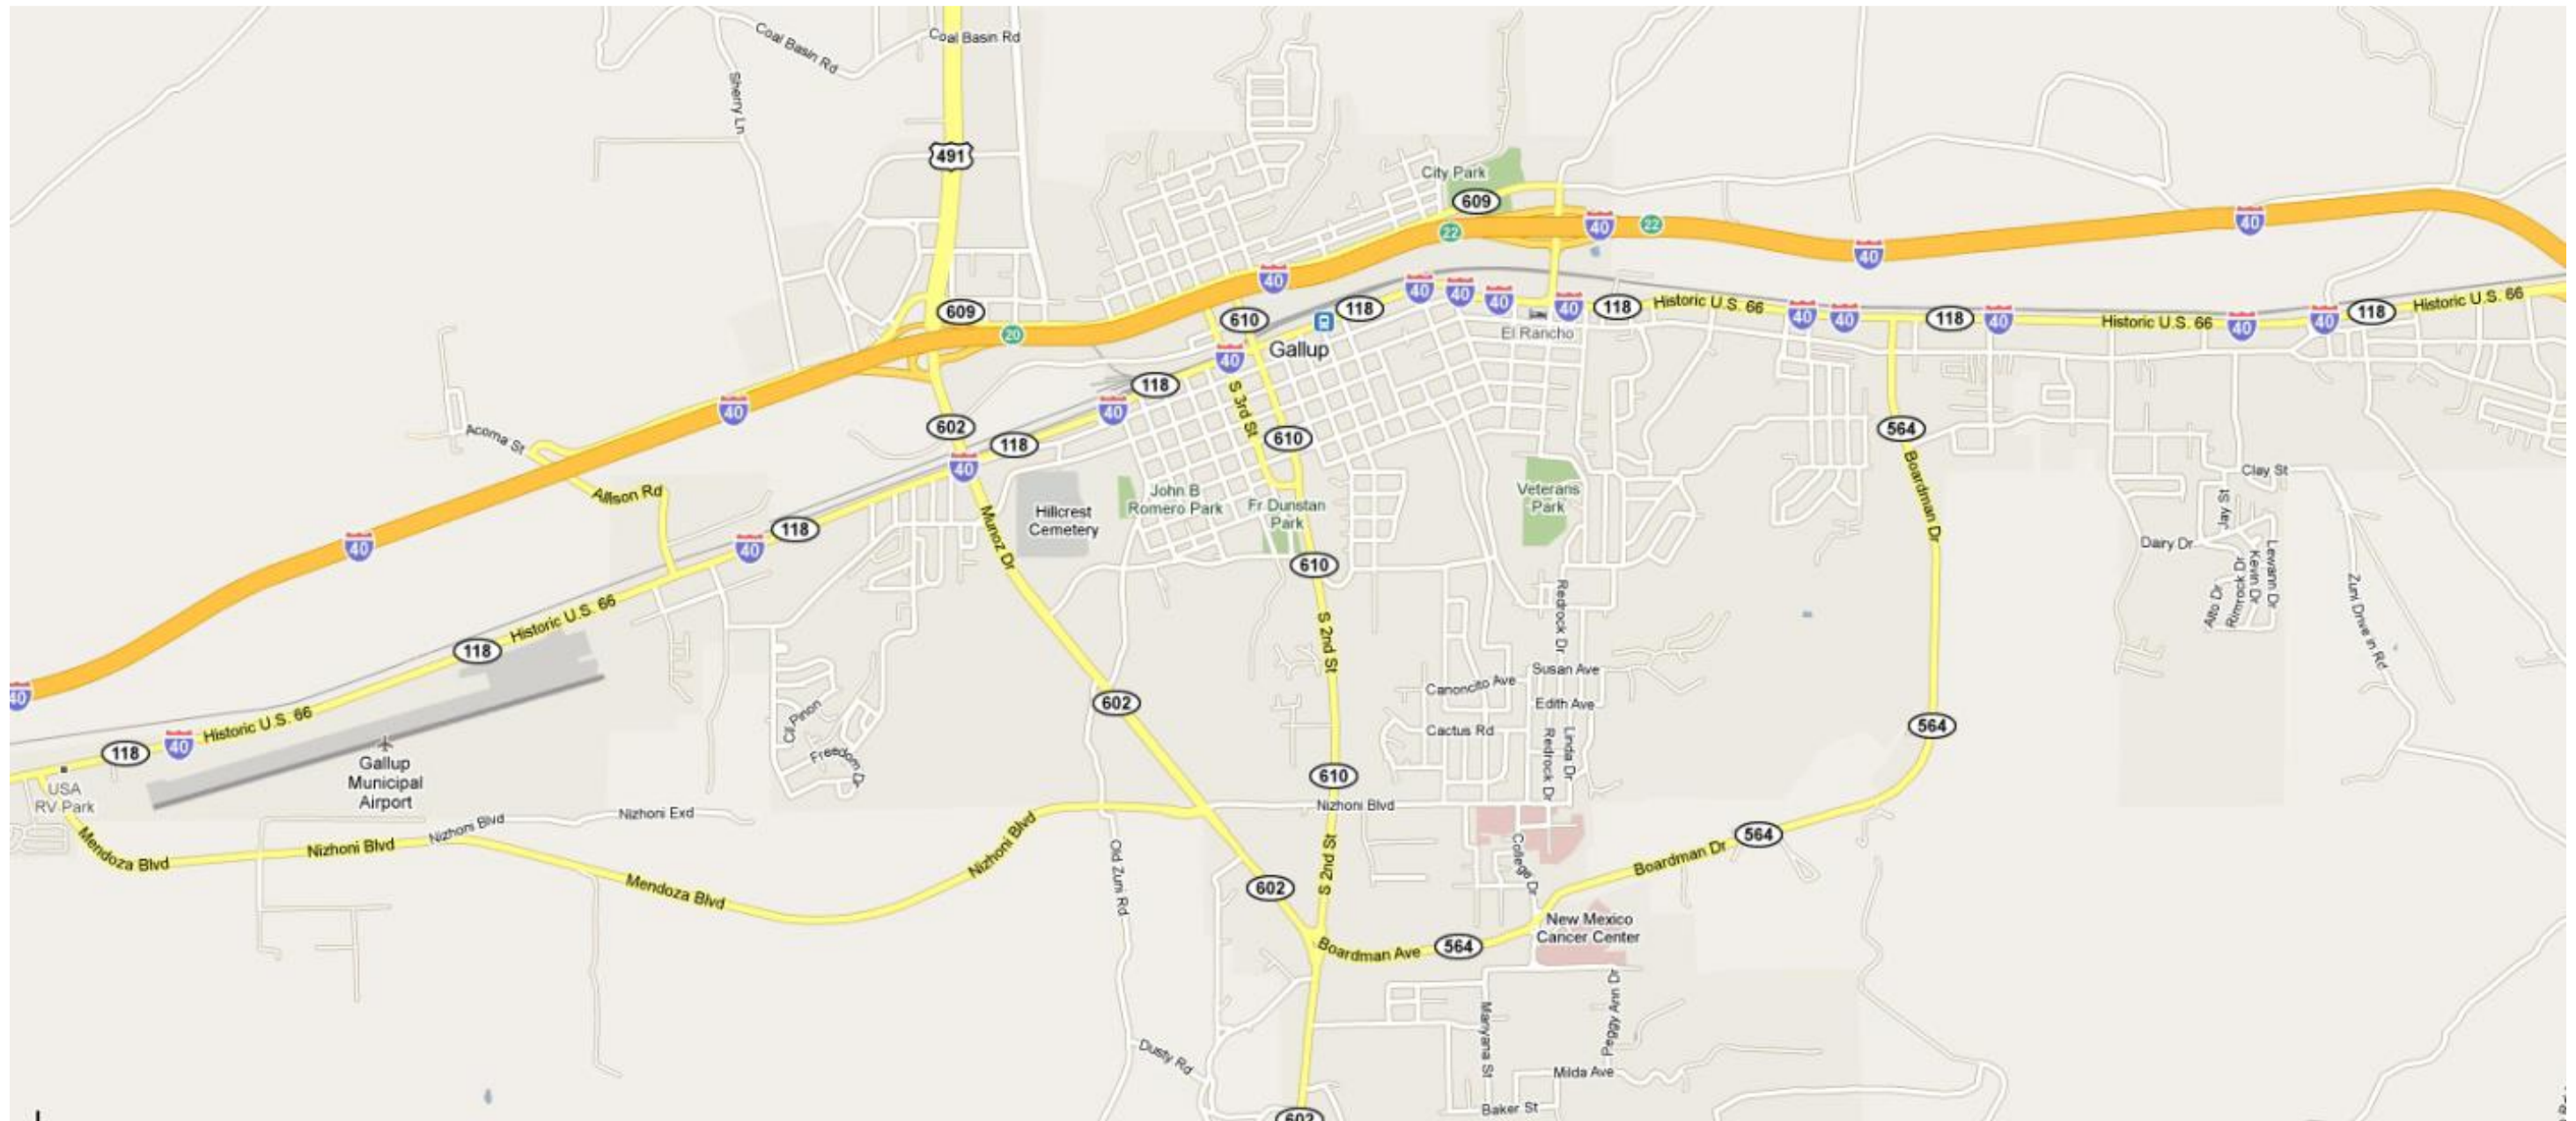 Coal Basin Rd
Coal Basin Rd
Sherry Ln
491
City Park
609
22
40
22
40
40
40
609
20
610
118
40
40
40
40
118
Historic U.S. 66
40
40
118
40
Historic U.S. 66
40
40
118
Historic U.S. 66
El Rancho
Gallup
40
118
40
40
S 3rd St
602
118
610
564
Acoma St
40
Boardman Dr
Clay St
Allison Rd
Jay St
John B
Romero Park
Fr Dunstan
Park
Veterans
Park
Hillcrest
Cemetery
118
40
40
Munoz Dr
Dairy Dr
610
Lewann Dr
Kevin Dr
Rimrock Dr
Alto Dr
Zuni Drive in Rd
Redrock Dr
Historic U.S. 66
118
S 2nd St
Susan Ave
Canoncito Ave
Edith Ave
40
602
Cactus Rd
Redrock Dr
Linda Dr
564
Historic U.S. 66
118
40
Cll Pinon
Freedom Dr
Gallup
Municipal
Airport
USA
RV Park
610
Nizhoni Blvd
Nizhoni Exd
Nizhoni Blvd
Nizhoni Blvd
Mendoza Blvd
Nizhoni Blvd
Mendoza Blvd
Old Zuni Rd
602
S 2nd St
College Dr
Boardman Dr
564
New Mexico
Cancer Center
Boardman Ave
564
Manyana St
Peggy Ann Dr
Dusty Rd
Milda Ave
Baker St
602